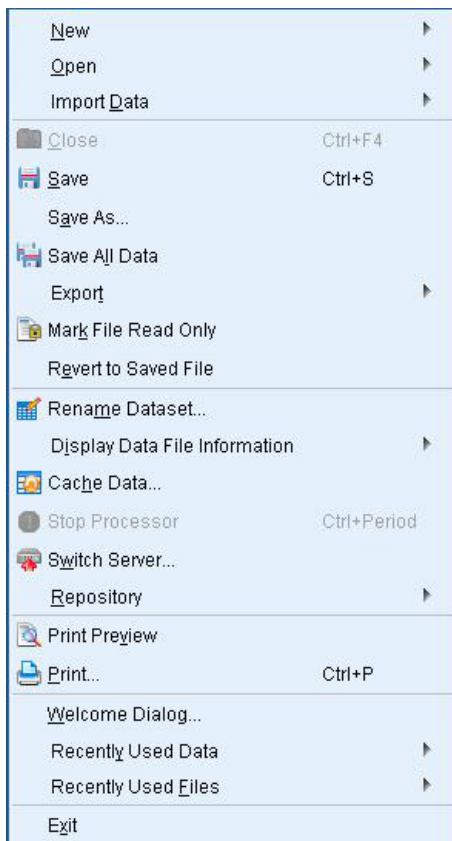 New
Open
Import Data
Close Ctrl+F4
Save Ctrl+S
Save As...
Save All Data
Export
Mark File Read Only
Revert to Saved File
Rename Dataset...
Display Data File Information
Cache Data...
Stop Processor Ctrl+Period
Switch Server...
Repository
Print Preview
Print... Ctrl+P
Welcome Dialog...
Recently Used Data
Recently Used Files
Exit